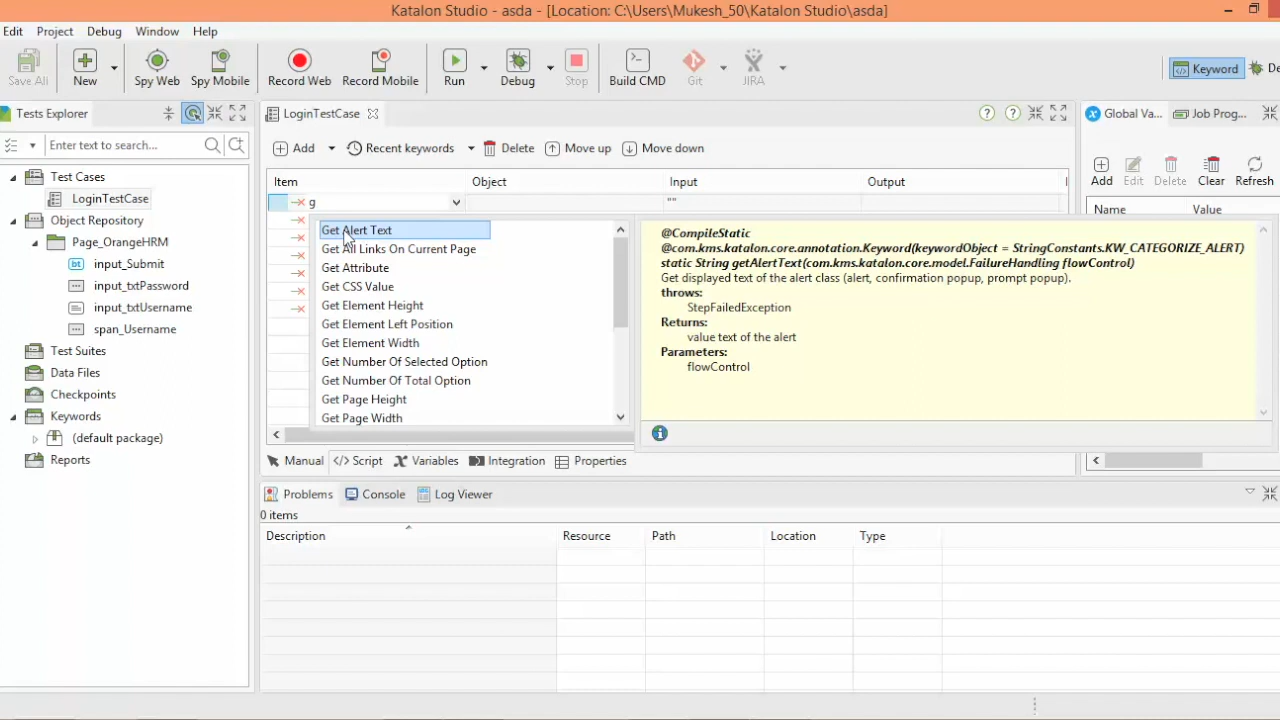 Katalon Studio - asda - [Location: C:\Users\Mukesh_50\Katalon Studio\asda]
Edit Project Debug Window Help
Save All New Spy Web Spy Mobile Record Web Record Mobile Run Debug Stop Build CMD Git JIRA Keyword De
Tests Explorer
Enter text to search...
Test Cases
LoginTestCase
Object Repository
Page_OrangeHRM
input_Submit
input_txtPassword
input_txtUsername
span_Username
Test Suites
Data Files
Checkpoints
Keywords
(default package)
Reports
LoginTestCase
Add Recent keywords Delete Move up Move down
Item Object Input Output
g ""
Get Alert Text
Get All Links On Current Page
Get Attribute
Get CSS Value
Get Element Height
Get Element Left Position
Get Element Width
Get Number Of Selected Option
Get Number Of Total Option
Get Page Height
Get Page Width
@CompileStatic
@com.kms.katalon.core.annotation.Keyword(keywordObject = StringConstants.KW_CATEGORIZE_ALERT)
static String getAlertText(com.kms.katalon.core.model.FailureHandling flowControl)
Get displayed text of the alert class (alert, confirmation popup, prompt popup).
throws:
StepFailedException
Returns:
value text of the alert
Parameters:
flowControl
Manual Script Variables Integration Properties
Global Va... Job Prog...
Add Edit Delete Clear Refresh
Name Value
Problems Console Log Viewer
0 items
Description Resource Path Location Type